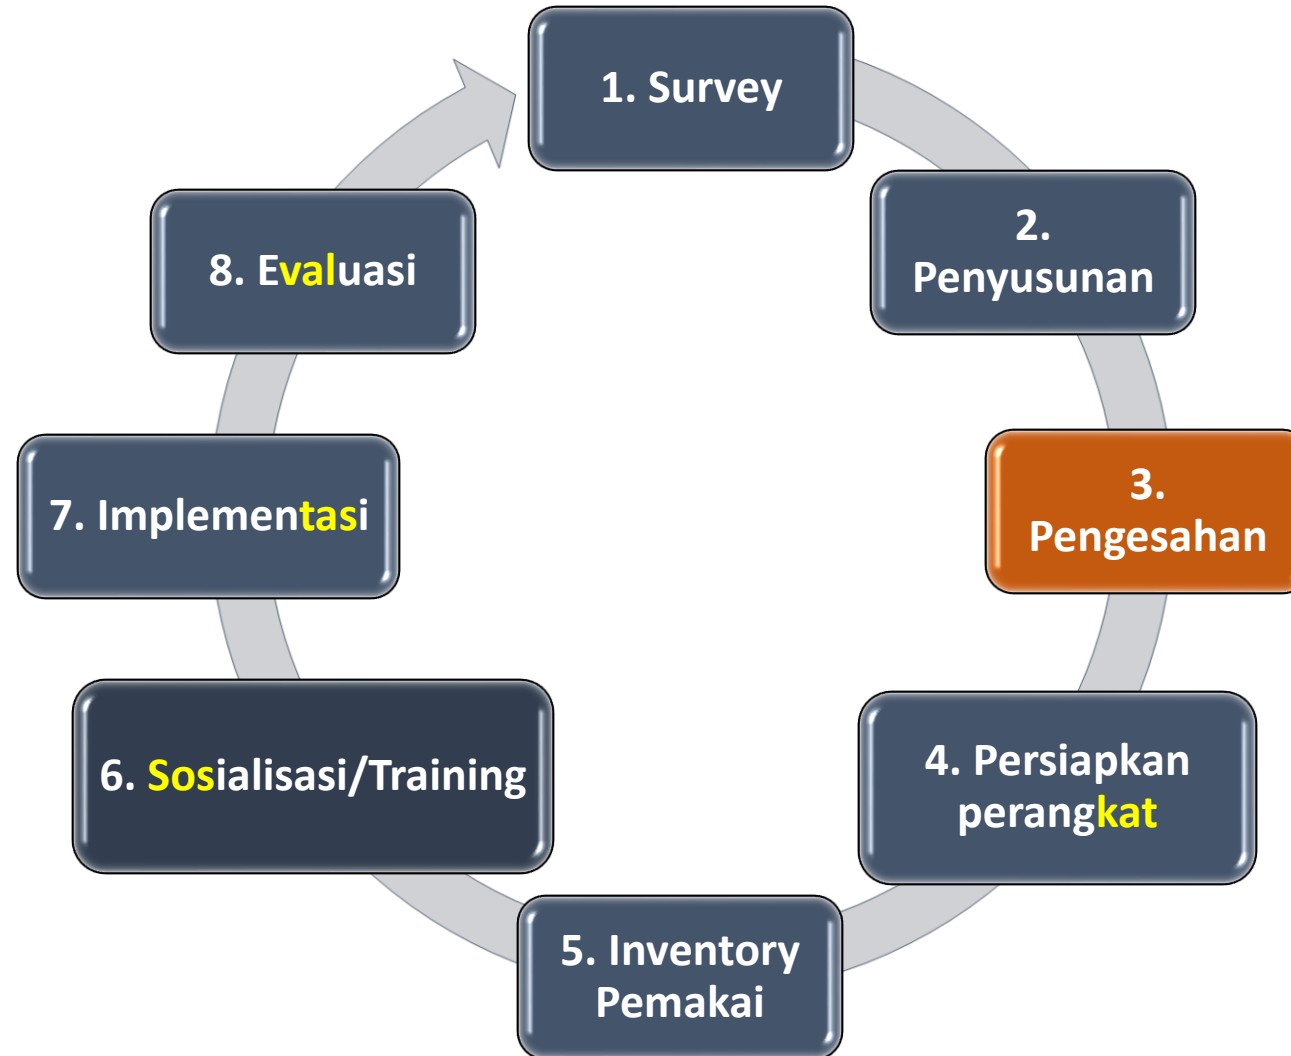 1. Survey
2.
Penyusunan
3.
Pengesahan
4. Persiapkan
perangkat
5. Inventory
Pemakai
6. Sosialisasi/Training
7. Implementasi
8. Evaluasi